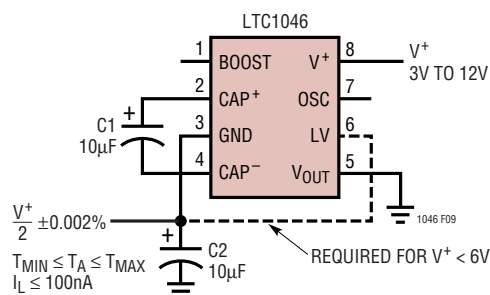 LTC1046
1 BOOST V+ 8
V+
3V TO 12V
2 CAP+ OSC 7
+
C1
10µF
3 GND LV 6
4 CAP− VOUT 5
1046 F09
V+/2 ±0.002%
+
C2
10µF
REQUIRED FOR V+ < 6V
TMIN ≤ TA ≤ TMAX
IL ≤ 100nA